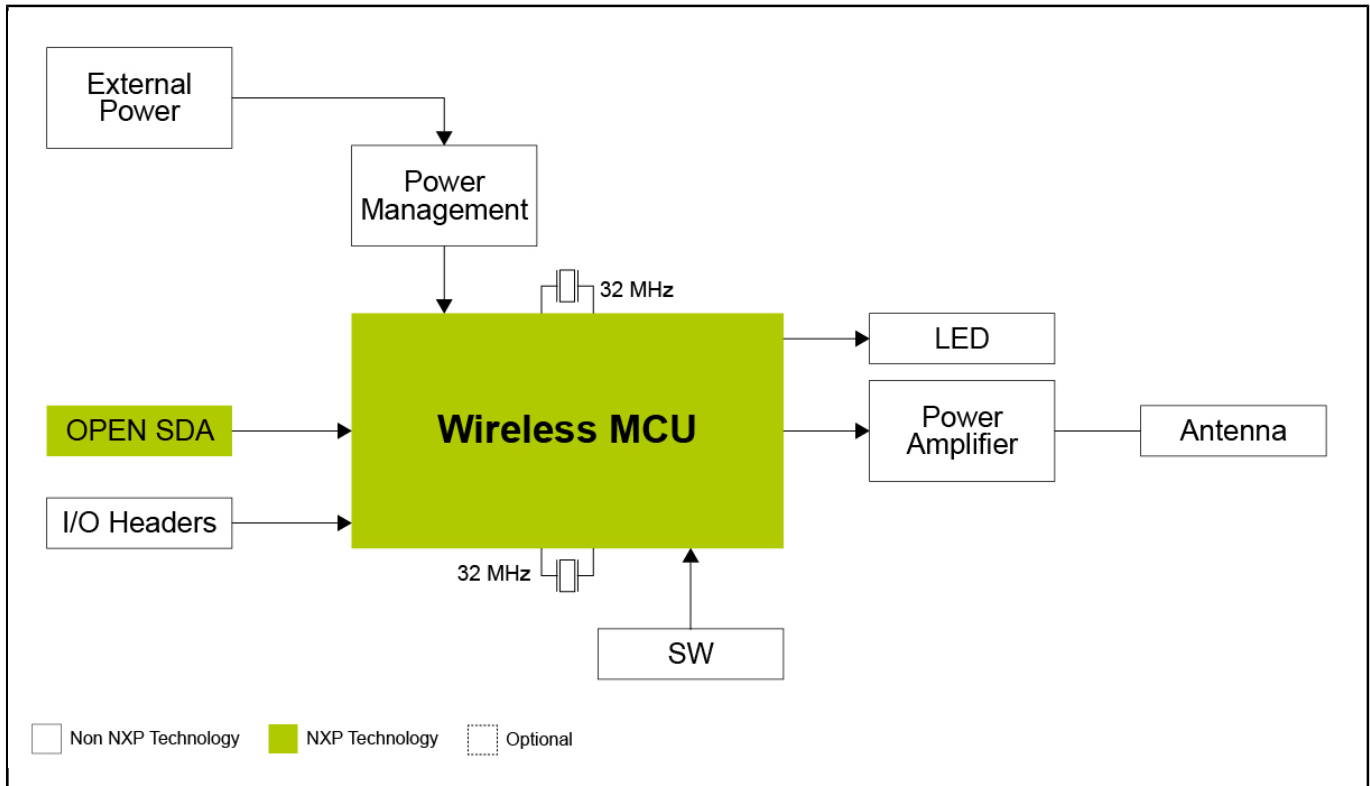 External
Power
Power
Management
32 MHz
LED
Wireless MCU
OPEN SDA
Power
Amplifier
Antenna
I/O Headers
32 MHz
SW
Non NXP Technology
NXP Technology
Optional